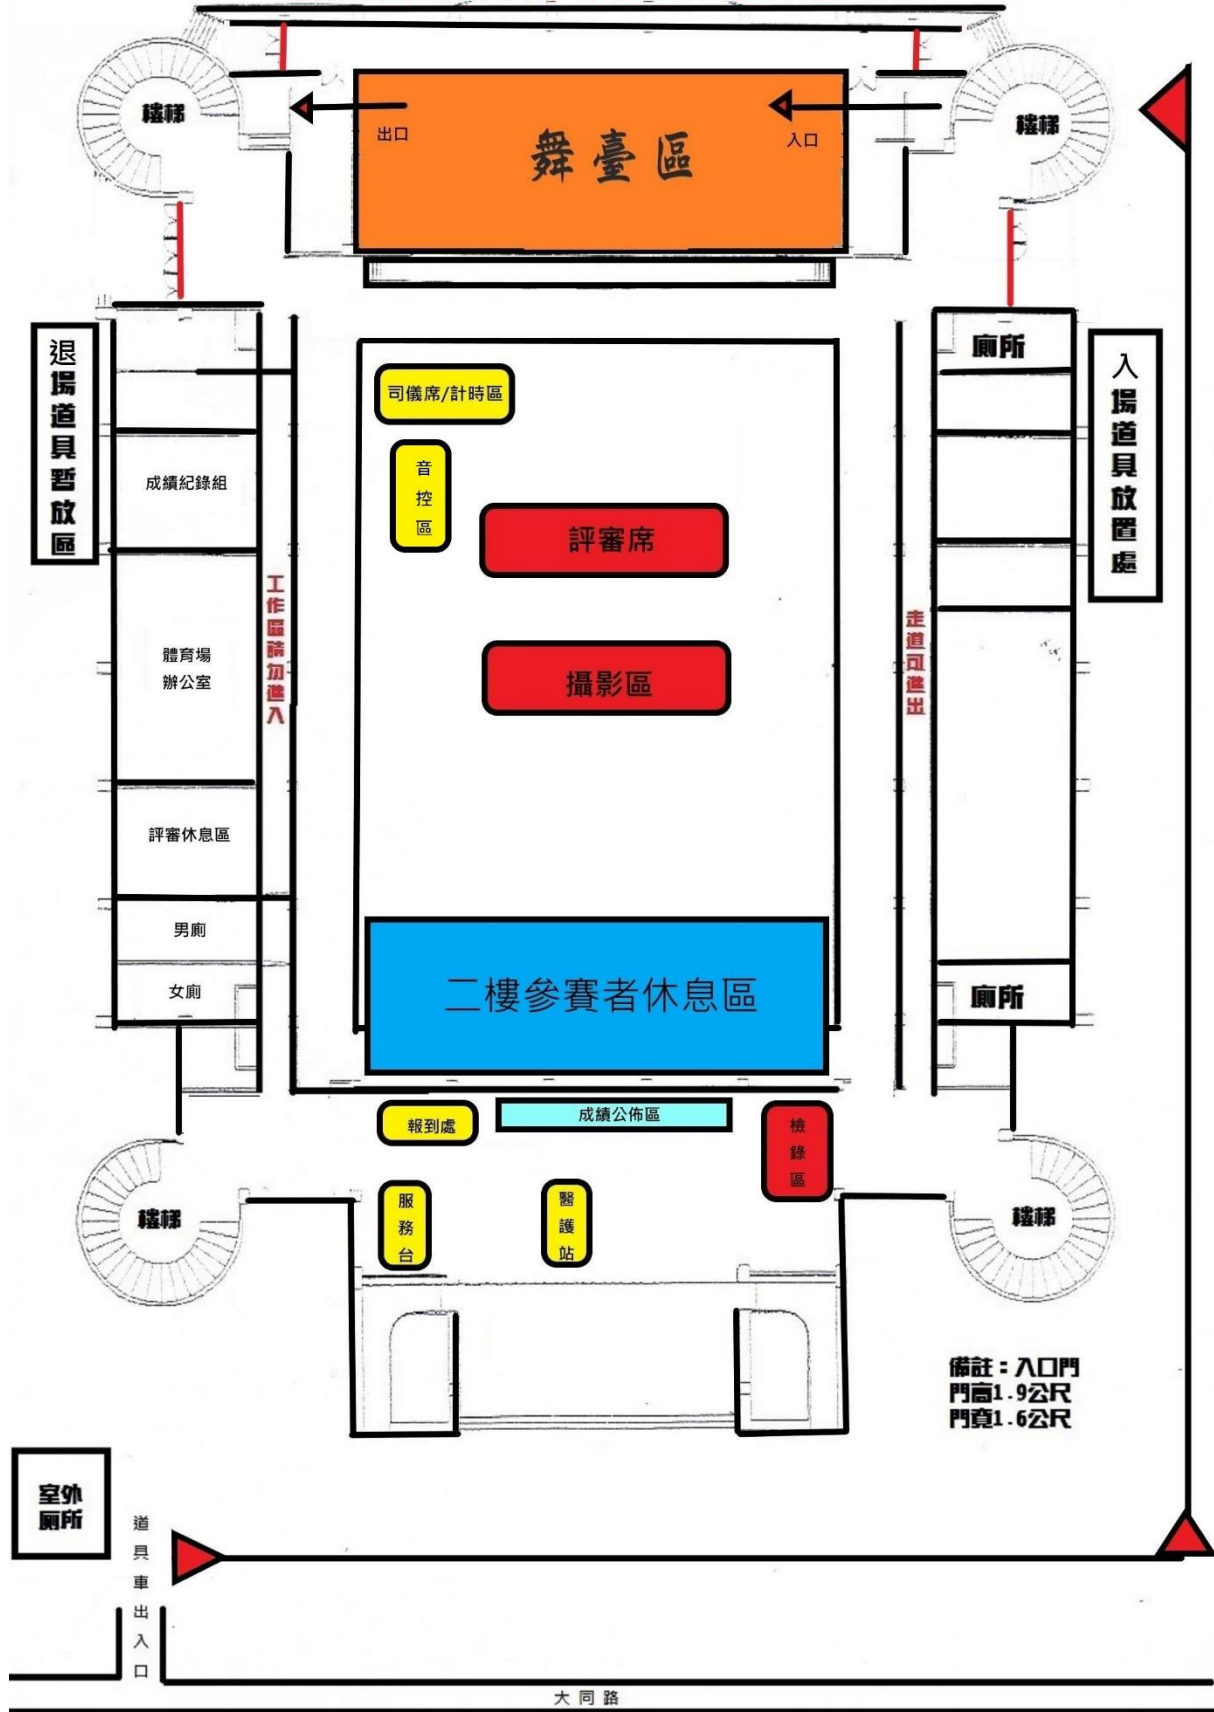 樓梯
樓梯
出口
舞臺區
入口
退場道具暫放區
廁所
入場道具放置處
司儀席/計時區
音控區
成績紀錄組
評審席
工作區請勿進入
走道可進出
體育場
辦公室
攝影區
評審休息區
男廁
女廁
二樓參賽者休息區
廁所
報到處
成績公佈區
檢錄區
服務台
醫護站
樓梯
樓梯
備註：入口門
門高1.9公尺
門寬1.6公尺
室外
廁所
道具車出入口
大同路